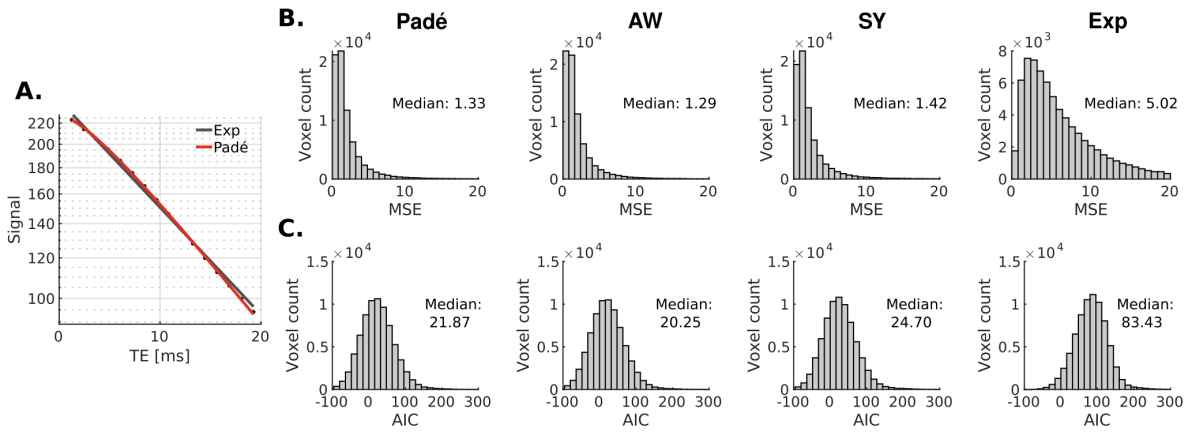 A.
220
200
180
160
140
120
100
Signal
0
10
20
TE [ms]
Exp
Padé
B.
Padé
× 10⁴
2
1
0
Voxel count
Median: 1.33
0
10
20
MSE
AW
× 10⁴
2
1
0
Voxel count
Median: 1.29
0
10
20
MSE
SY
× 10⁴
2
1
0
Voxel count
Median: 1.42
0
10
20
MSE
Exp
× 10³
8
6
4
2
0
Voxel count
Median: 5.02
0
10
20
MSE
C.
× 10⁴
1.5
1
0.5
0
Voxel count
Median:
21.87
-100
0
100
200
300
AIC
× 10⁴
1.5
1
0.5
0
Voxel count
Median:
20.25
-100
0
100
200
300
AIC
× 10⁴
1.5
1
0.5
0
Voxel count
Median:
24.70
-100
0
100
200
300
AIC
× 10⁴
1.5
1
0.5
0
Voxel count
Median:
83.43
-100
0
100
200
300
AIC